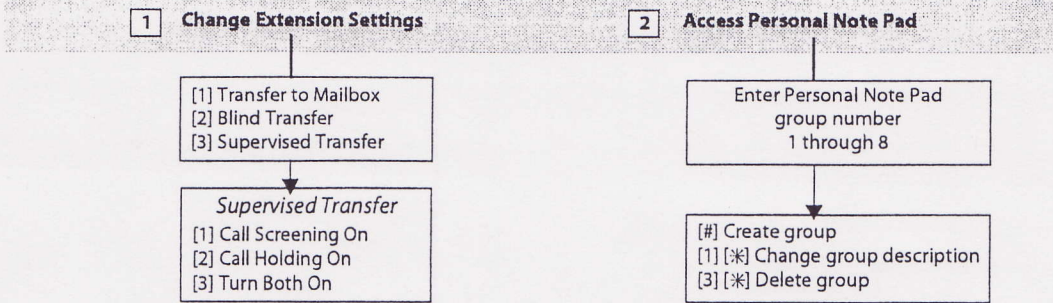 1 Change Extension Settings
[1] Transfer to Mailbox
[2] Blind Transfer
[3] Supervised Transfer
Supervised Transfer
[1] Call Screening On
[2] Call Holding On
[3] Turn Both On
2 Access Personal Note Pad
Enter Personal Note Pad
group number
1 through 8
[#] Create group
[1] [*] Change group description
[3] [*] Delete group